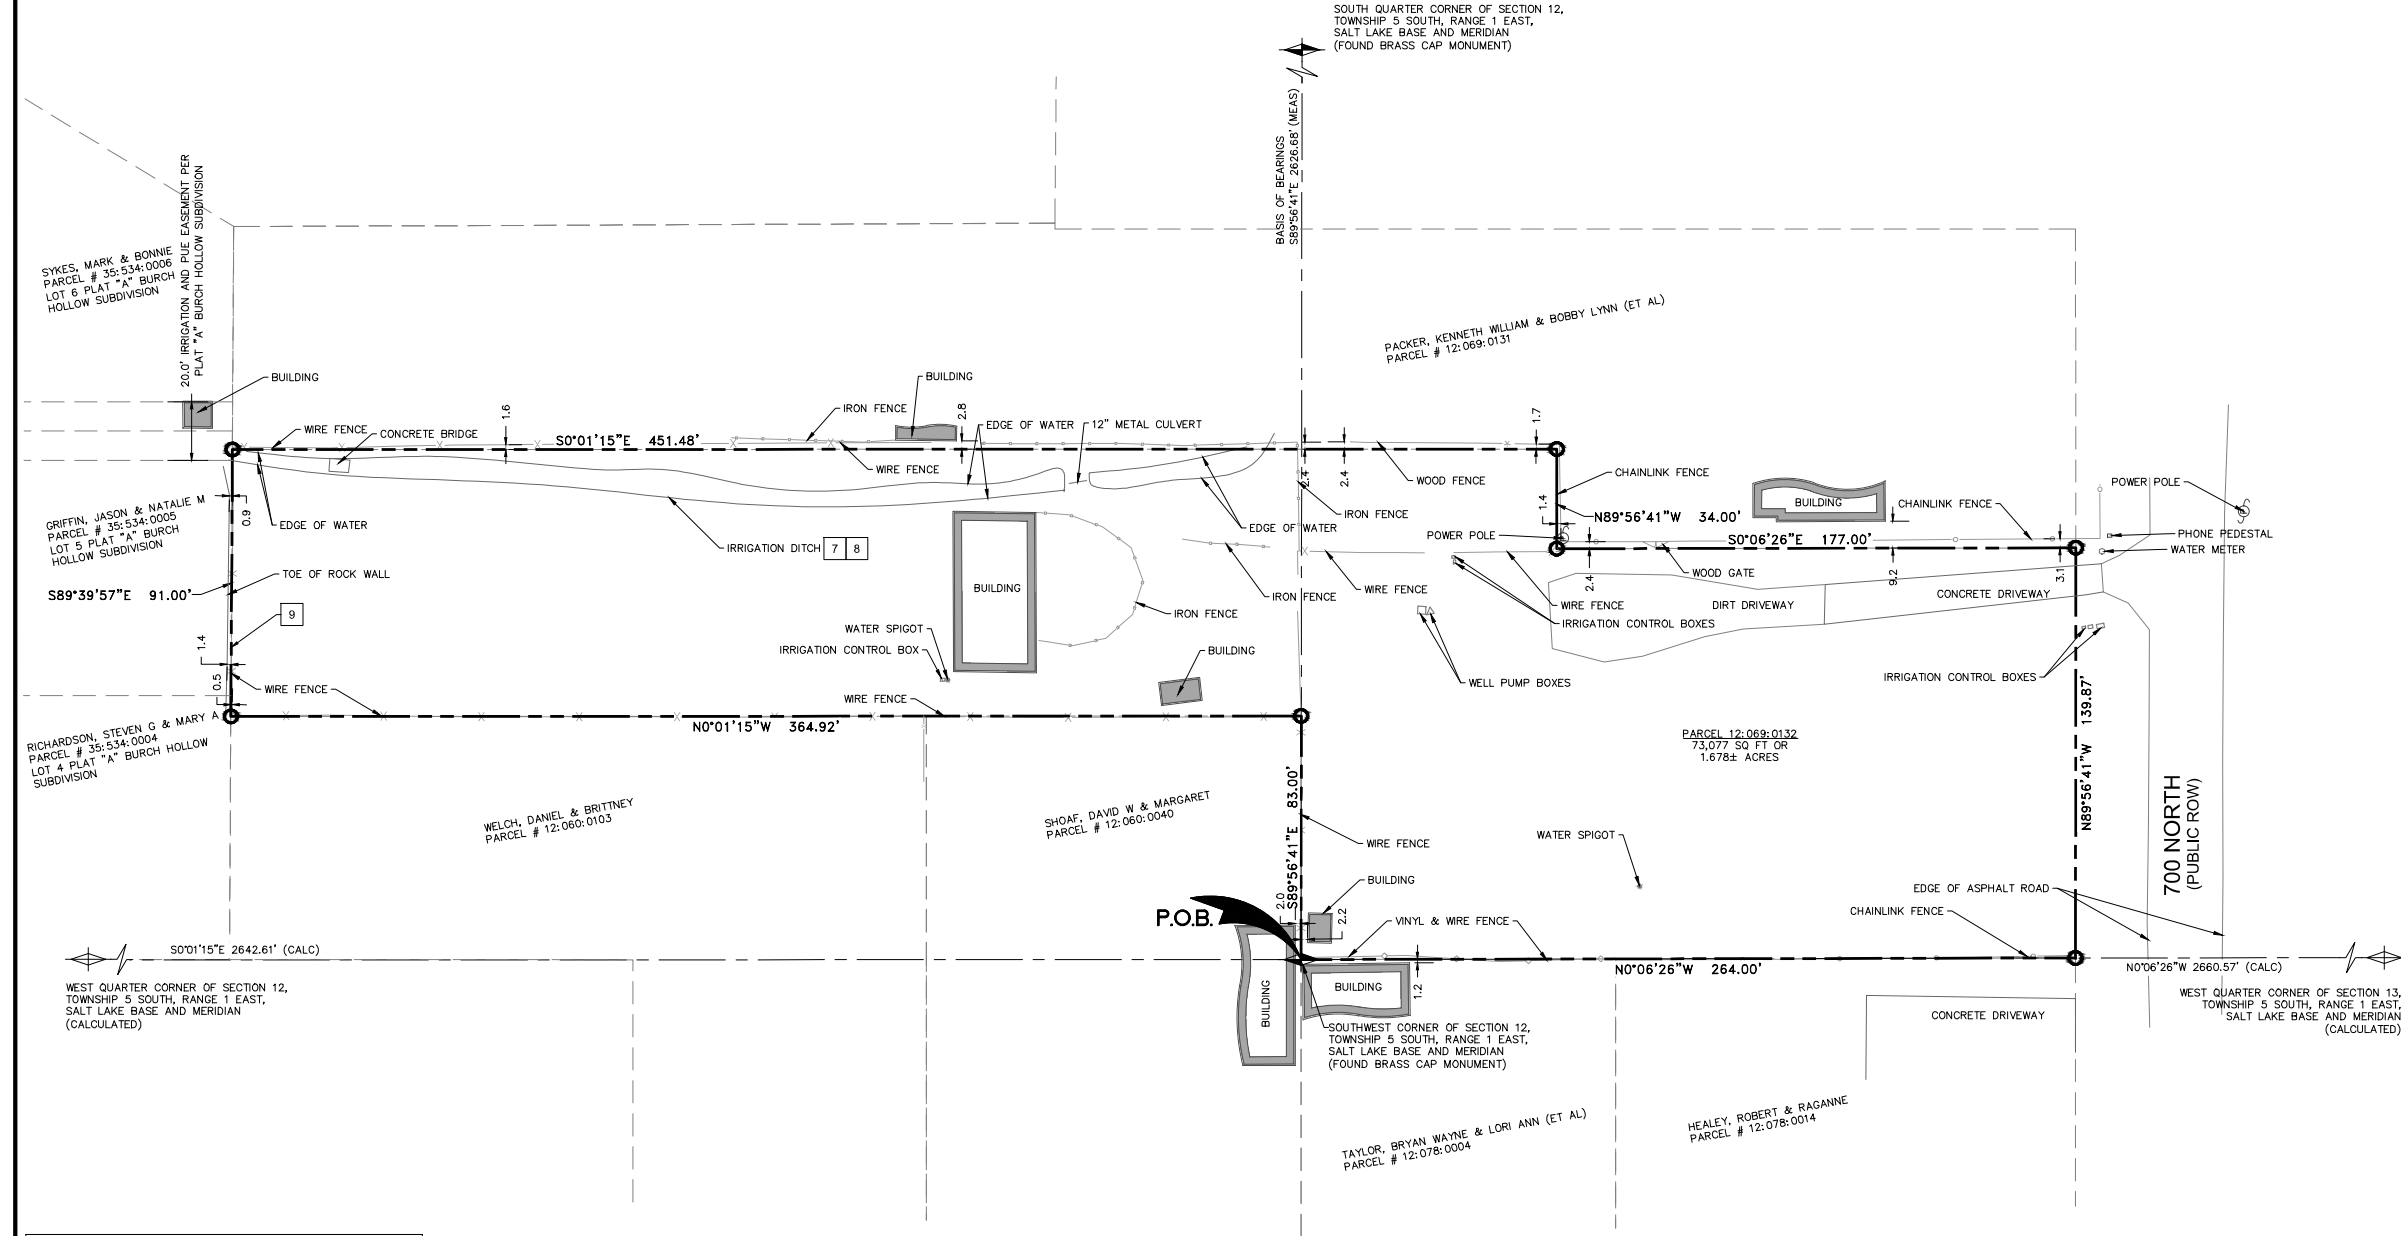 SOUTH QUARTER CORNER OF SECTION 12,
TOWNSHIP 5 SOUTH, RANGE 1 EAST,
SALT LAKE BASE AND MERIDIAN
(FOUND BRASS CAP MONUMENT)
BASIS OF BEARINGS
S89°56'41"E 2626.68' (MEAS)
20.0' IRRIGATION AND PUE EASEMENT PER
PLAT "A" BURCH HOLLOW SUBDIVISION
SYKES, MARK & BONNIE
PARCEL # 35:534:0006
LOT 6 PLAT "A" BURCH
HOLLOW SUBDIVISION
PACKER, KENNETH WILLIAM & BOBBY LYNN (ET AL)
PARCEL # 12:069:0131
BUILDING
BUILDING
WIRE FENCE
CONCRETE BRIDGE
1.6
S0°01'15"E 451.48'
IRON FENCE
WIRE FENCE
2.8
EDGE OF WATER
12" METAL CULVERT
2.4
2.4
WOOD FENCE
1.7
CHAINLINK FENCE
1.4
N89°56'41"W 34.00'
POWER POLE
BUILDING
CHAINLINK FENCE
POWER POLE
S0°06'26"E 177.00'
PHONE PEDESTAL
WATER METER
GRIFFIN, JASON & NATALIE M
PARCEL # 35:534:0005
LOT 5 PLAT "A" BURCH
HOLLOW SUBDIVISION
0.9
EDGE OF WATER
IRRIGATION DITCH 7 8
EDGE OF WATER
IRON FENCE
TOE OF ROCK WALL
S89°39'57"E 91.00'
9
BUILDING
IRON FENCE
IRON FENCE
WIRE FENCE
WIRE FENCE
IRRIGATION CONTROL BOXES
2.4
WOOD GATE
9.2
3.1
DIRT DRIVEWAY
CONCRETE DRIVEWAY
1.4
0.5
WIRE FENCE
WATER SPIGOT
IRRIGATION CONTROL BOX
WIRE FENCE
BUILDING
WELL PUMP BOXES
IRRIGATION CONTROL BOXES
N0°01'15"W 364.92'
RICHARDSON, STEVEN G & MARY A
PARCEL # 35:534:0004
LOT 4 PLAT "A" BURCH HOLLOW
SUBDIVISION
PARCEL 12:069:0132
73,077 SQ FT OR
1.678± ACRES
N89°56'41"W 139.87'
700 NORTH
(PUBLIC ROW)
WELCH, DANIEL & BRITTNEY
PARCEL # 12:060:0103
SHOAF, DAVID W & MARGARET
PARCEL # 12:060:0040
S89°56'41"E 83.00'
WIRE FENCE
WATER SPIGOT
BUILDING
2.0
2.2
P.O.B.
VINYL & WIRE FENCE
EDGE OF ASPHALT ROAD
CHAINLINK FENCE
S0°01'15"E 2642.61' (CALC)
N0°06'26"W 264.00'
N0°06'26"W 2660.57' (CALC)
WEST QUARTER CORNER OF SECTION 12,
TOWNSHIP 5 SOUTH, RANGE 1 EAST,
SALT LAKE BASE AND MERIDIAN
(CALCULATED)
BUILDING
BUILDING
1.2
WEST QUARTER CORNER OF SECTION 13,
TOWNSHIP 5 SOUTH, RANGE 1 EAST,
SALT LAKE BASE AND MERIDIAN
(CALCULATED)
CONCRETE DRIVEWAY
SOUTHWEST CORNER OF SECTION 12,
TOWNSHIP 5 SOUTH, RANGE 1 EAST,
SALT LAKE BASE AND MERIDIAN
(FOUND BRASS CAP MONUMENT)
TAYLOR, BRYAN WAYNE & LORI ANN (ET AL)
PARCEL # 12:078:0004
HEALEY, ROBERT & RAGANNE
PARCEL # 12:078:0014